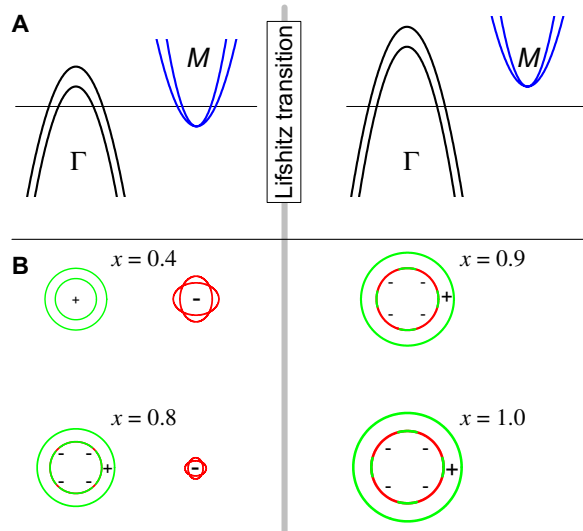 A
M
Γ
Lifshitz transition
M
Γ
B
x = 0.4
+
-
x = 0.9
- -
- -
+
x = 0.8
- -
- -
+
-
x = 1.0
- -
- -
+